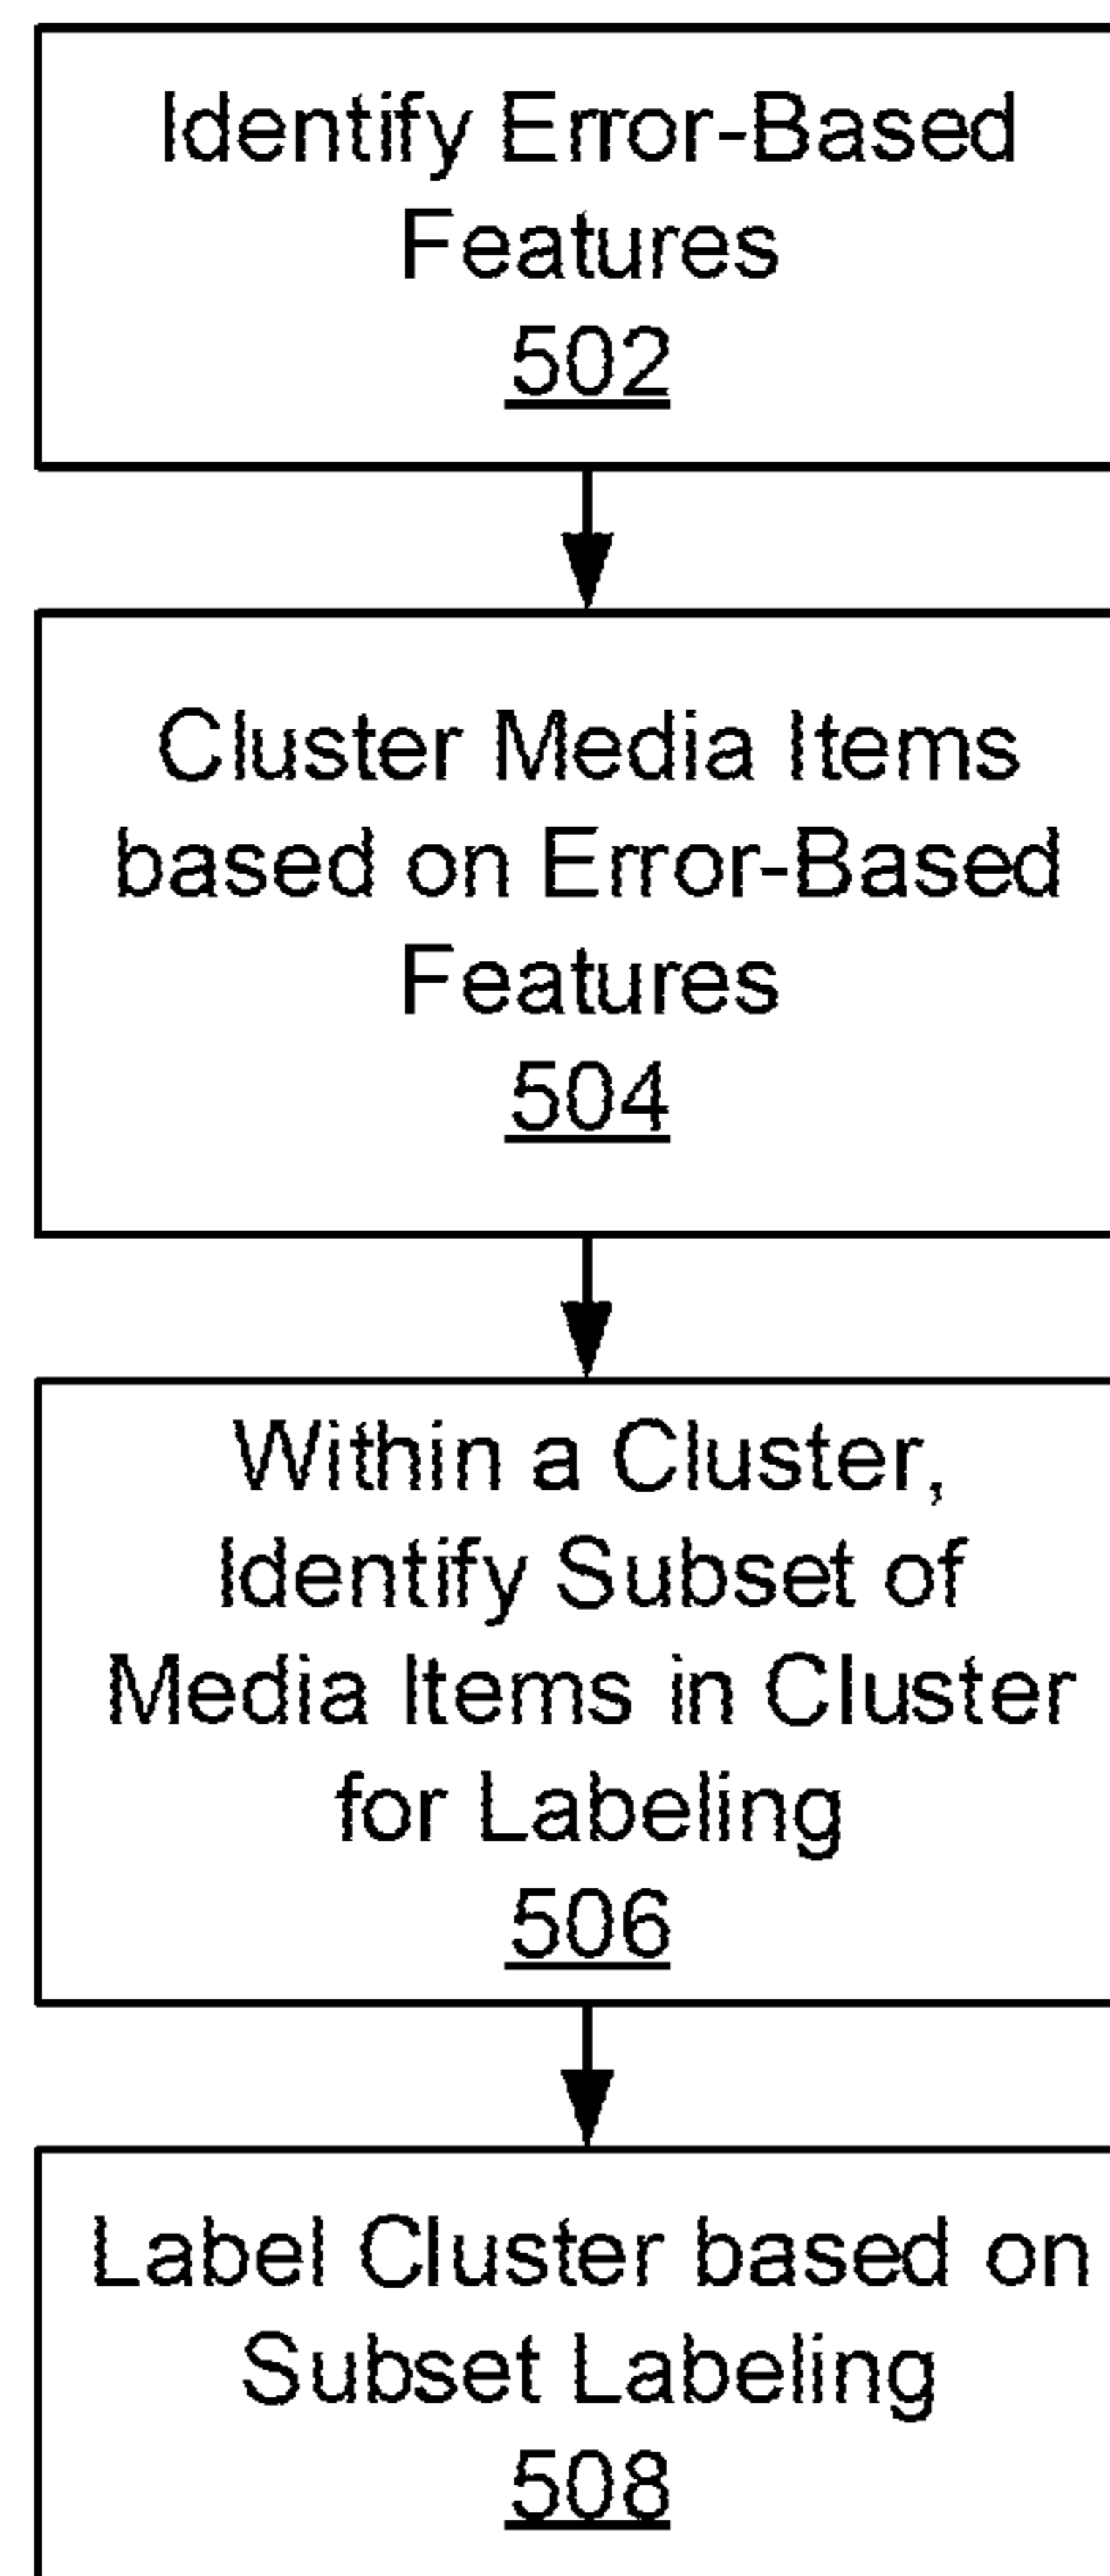 Identify Error-Based
Features
502
Cluster Media Items
based on Error-Based
Features
504
Within a Cluster,
Identify Subset of
Media Items in Cluster
for Labeling
506
Label Cluster based on
Subset Labeling
508